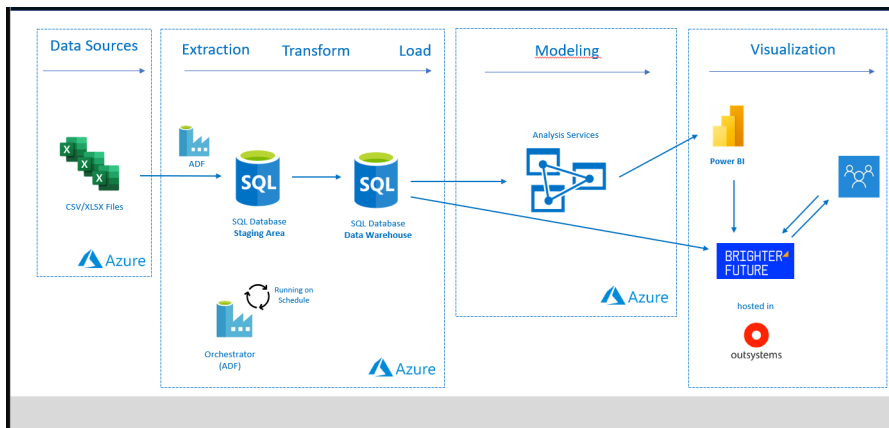 Data Sources
Extraction
Transform
Load
Modeling
Visualization
ADF
CSV/XLSX Files
SQL
SQL
SQL Database
Staging Area
SQL Database
Data Warehouse
Analysis Services
Power BI
BRIGHTER
FUTURE
Azure
Running on
Schedule
Orchestrator
(ADF)
Azure
Azure
hosted in
outsystems